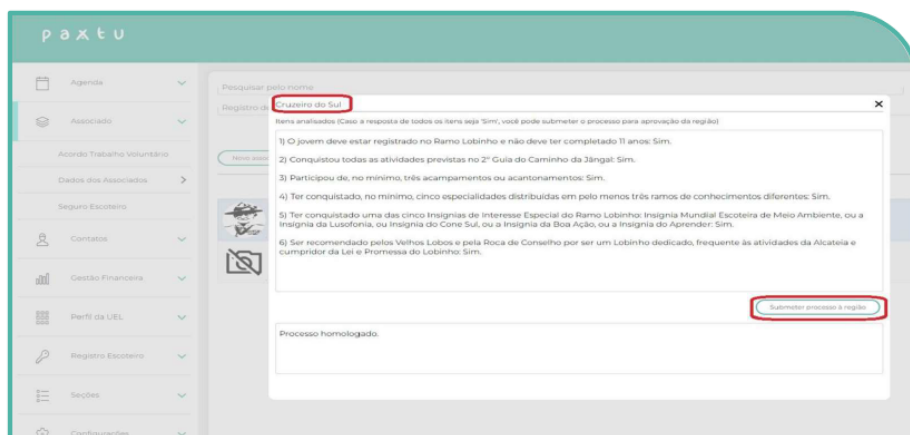 paxtu
Agenda
Associado
Acordo Trabalho Voluntário
Dados dos Associados
Seguro Escoteiro
Contatos
Gestão Financeira
Perfil da UEL
Registro Escoteiro
Seções
Configurações
Pesquisar pelo nome
Registro de
Novo asso
Cruzeiro do Sul
Itens analisados (Caso a resposta de todos os itens seja 'Sim', você pode submeter o processo para aprovação da região)
1) O jovem deve estar registrado no Ramo Lobinho e não deve ter completado 11 anos: Sim.
2) Conquistou todas as atividades previstas no 2º Guia do Caminho da Jângal: Sim.
3) Participou de, no mínimo, três acampamentos ou acantonamentos: Sim.
4) Ter conquistado, no mínimo, cinco especialidades distribuidas em pelo menos três ramos de conhecimentos diferentes: Sim.
5) Ter conquistado uma das cinco Insígnias de Interesse Especial do Ramo Lobinho: Insígnia Mundial Escoteira de Meio Ambiente, ou a
Insígnia da Lusofonia, ou Insígnia do Cone Sul, ou a Insígnia da Boa Ação, ou a Insígnia do Aprender: Sim.
6) Ser recomendado pelos Velhos Lobos e pela Roca de Conselho por ser um Lobinho dedicado, frequente às atividades da Alcateia e
cumpridor da Lei e Promessa do Lobinho: Sim.
Submeter processo à região
Processo homologado.